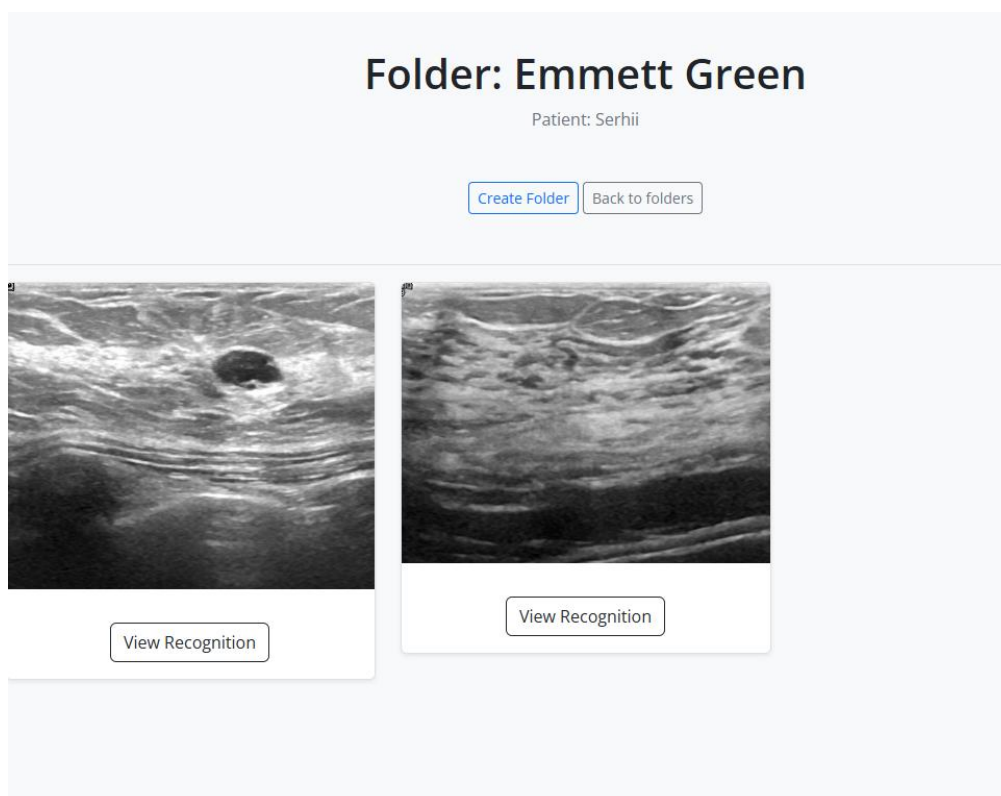 Folder: Emmett Green
Patient: Serhii
Create Folder Back to folders
View Recognition
View Recognition